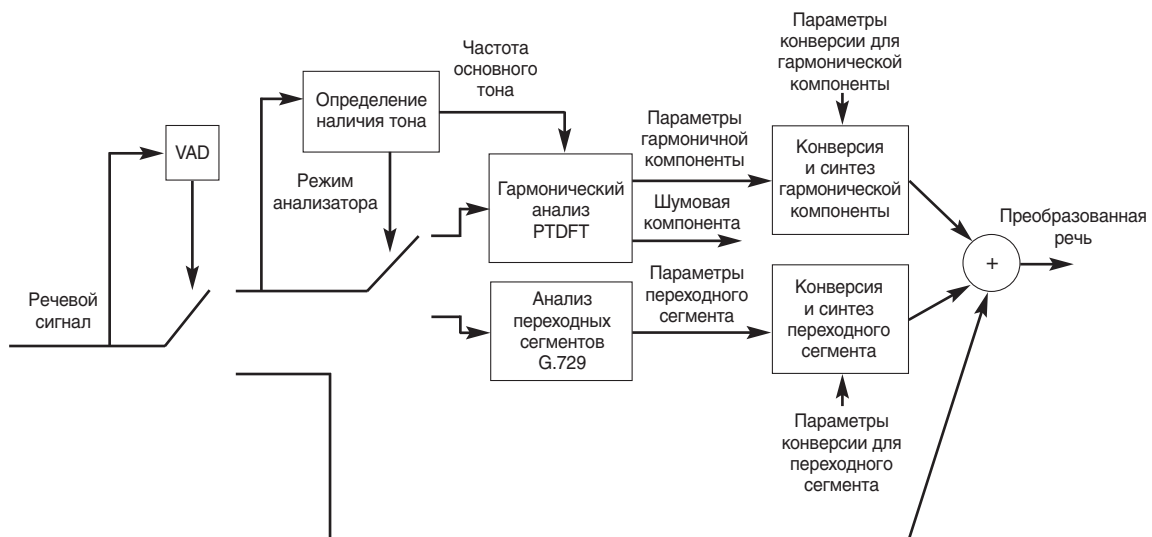 Речевой
сигнал
VAD
Определение
наличия тона
Частота
основного
тона
Режим
анализатора
Гармонический
анализ
PTDFT
Анализ
переходных
сегментов
G.729
Параметры
гармоничной
компоненты
Шумовая
компонента
Параметры
переходного
сегмента
Параметры
конверсии для
гармонической
компоненты
Конверсия
и синтез
гармонической
компоненты
Конверсия
и синтез
переходного
сегмента
Параметры
конверсии для
переходного
сегмента
+
Преобразованная
речь